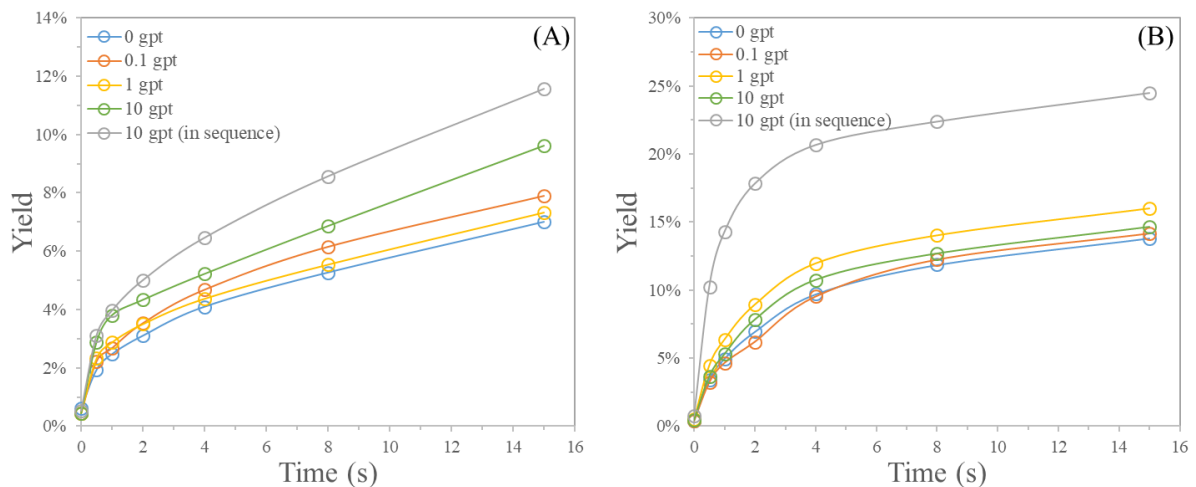 14%
12%
10%
8%
6%
4%
2%
0%
0 2 4 6 8 10 12 14 16
Yield
Time (s)
(A)
0 gpt
0.1 gpt
1 gpt
10 gpt
10 gpt (in sequence)
30%
25%
20%
15%
10%
5%
0%
0 2 4 6 8 10 12 14 16
Yield
Time (s)
(B)
0 gpt
0.1 gpt
1 gpt
10 gpt
10 gpt (in sequence)